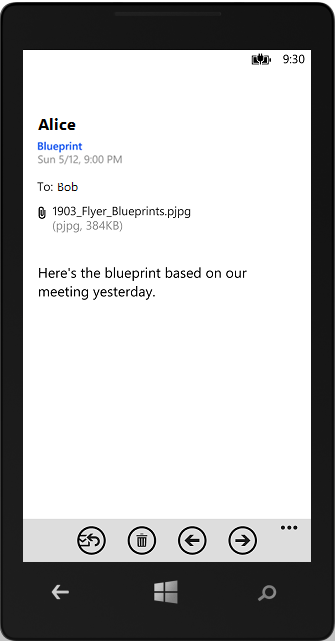 9:30
Alice
Blueprint
Sun 5/12, 9:00 PM
To: Bob
1903_Flyer_Blueprints.pjpg
(pjpg, 384KB)
Here's the blueprint based on our
meeting yesterday.